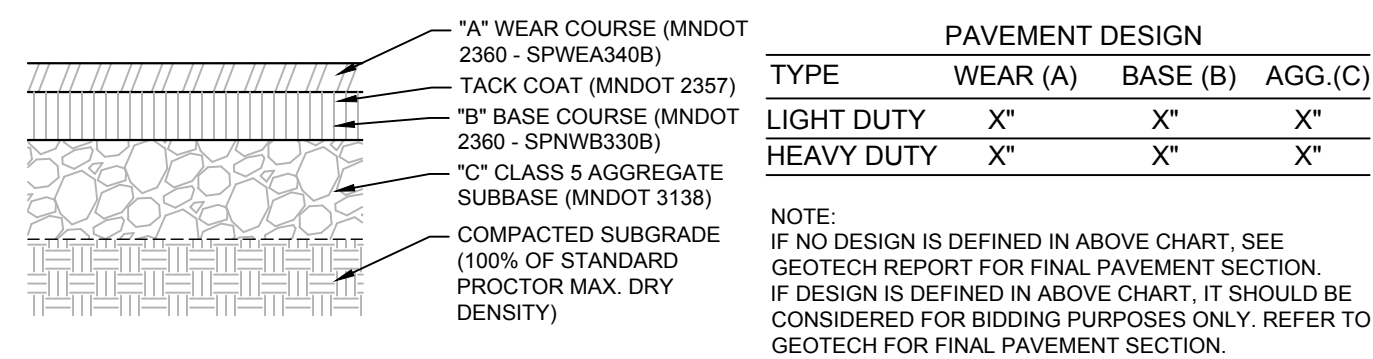 "A" WEAR COURSE (MNDOT
2360 - SPWEA340B)
TACK COAT (MNDOT 2357)
"B" BASE COURSE (MNDOT
2360 - SPNWB330B)
"C" CLASS 5 AGGREGATE
SUBBASE (MNDOT 3138)
COMPACTED SUBGRADE
(100% OF STANDARD
PROCTOR MAX. DRY
DENSITY)
PAVEMENT DESIGN
TYPE WEAR (A) BASE (B) AGG.(C)
LIGHT DUTY X" X" X"
HEAVY DUTY X" X" X"
NOTE:
IF NO DESIGN IS DEFINED IN ABOVE CHART, SEE
GEOTECH REPORT FOR FINAL PAVEMENT SECTION.
IF DESIGN IS DEFINED IN ABOVE CHART, IT SHOULD BE
CONSIDERED FOR BIDDING PURPOSES ONLY. REFER TO
GEOTECH FOR FINAL PAVEMENT SECTION.